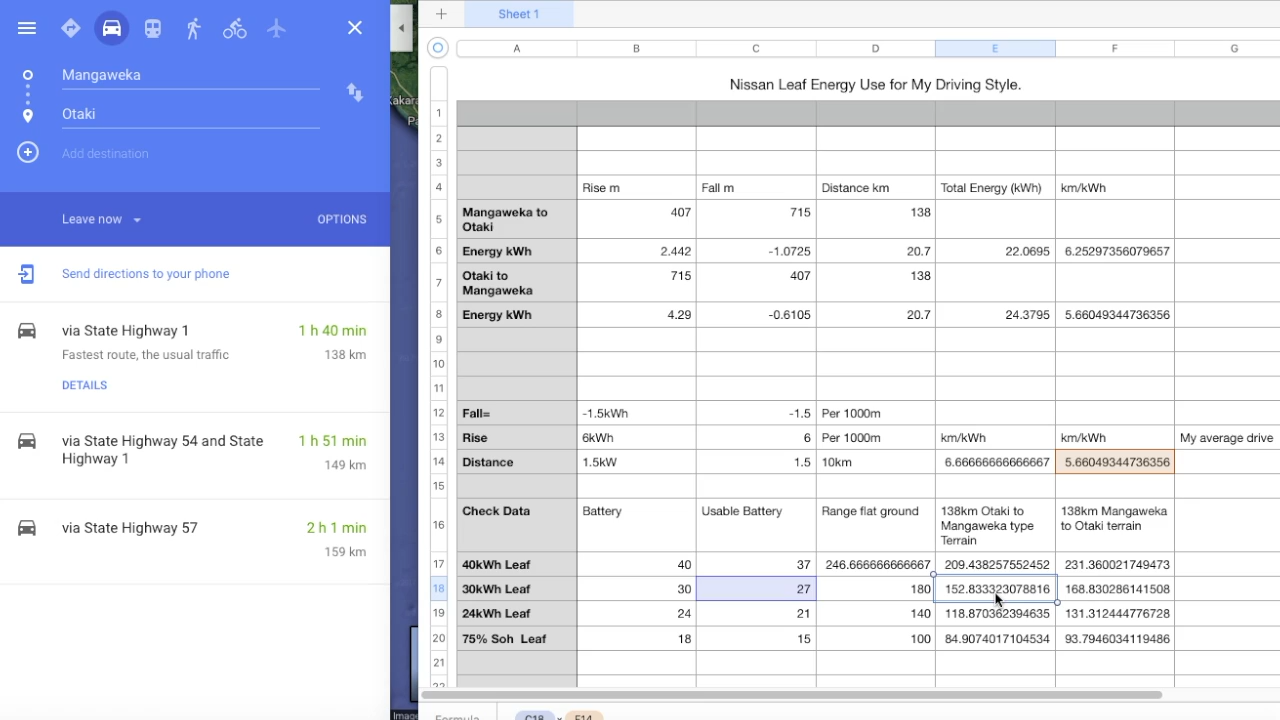 Mangaweka
Otaki
Add destination
Leave now
OPTIONS
Send directions to your phone
via State Highway 1
1 h 40 min
Fastest route, the usual traffic
138 km
DETAILS
via State Highway 54 and State
Highway 1
1 h 51 min
149 km
via State Highway 57
2 h 1 min
159 km
Sheet 1
A B C D E F G
Nissan Leaf Energy Use for My Driving Style.
1
2
3
4 Rise m Fall m Distance km Total Energy (kWh) km/kWh
5 Mangaweka to 407 715 138
Otaki
6 Energy kWh 2.442 -1.0725 20.7 22.0695 6.25297356079657
7 Otaki to 715 407 138
Mangaweka
8 Energy kWh 4.29 -0.6105 20.7 24.3795 5.66049344736356
9
10
11
12 Fall= -1.5kWh -1.5 Per 1000m
13 Rise 6kWh 6 Per 1000m km/kWh km/kWh My average drive
14 Distance 1.5kW 1.5 10km 6.66666666666667 5.66049344736356
15
16 Check Data Battery Usable Battery Range flat ground 138km Otaki to 138km Mangaweka
Mangaweka type to Otaki terrain
Terrain
17 40kWh Leaf 40 37 246.666666666667 209.438257552452 231.360021749473
18 30kWh Leaf 30 27 180 152.833323078816 168.830286141508
19 24kWh Leaf 24 21 140 118.870362394635 131.312444776728
20 75% Soh Leaf 18 15 100 84.9074017104534 93.7946034119486
21
22
Formula C18 × F14